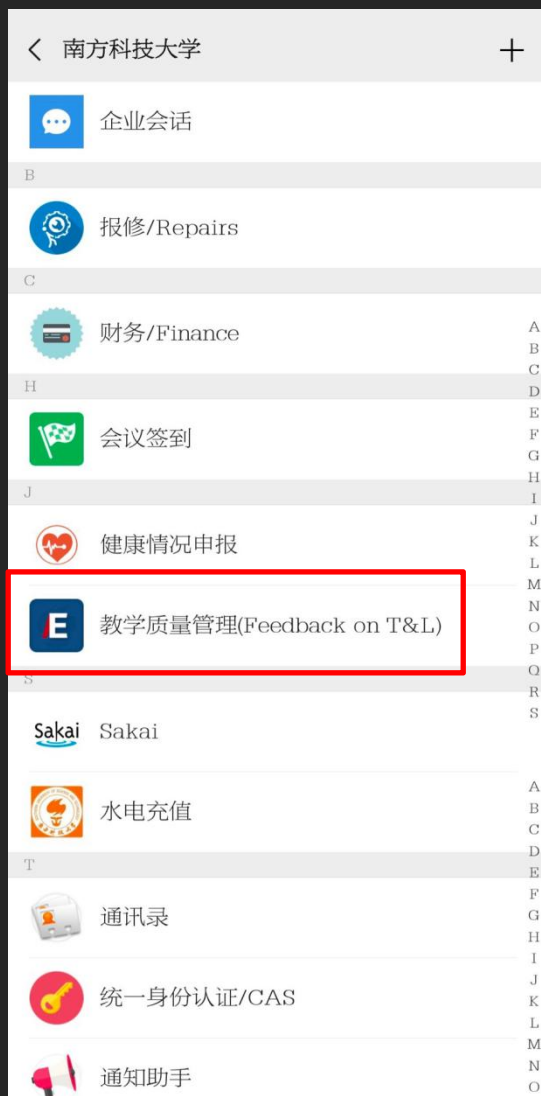 南方科技大学
企业会话
B
报修/Repairs
C
财务/Finance
H
会议签到
J
健康情况申报
E
教学质量管理(Feedback on T&L)
S
Sakai
Sakai
水电充值
T
通讯录
统一身份认证/CAS
通知助手
A
B
C
D
E
F
G
H
I
J
K
L
M
N
O
P
Q
R
S
A
B
C
D
E
F
G
H
I
J
K
L
M
N
O